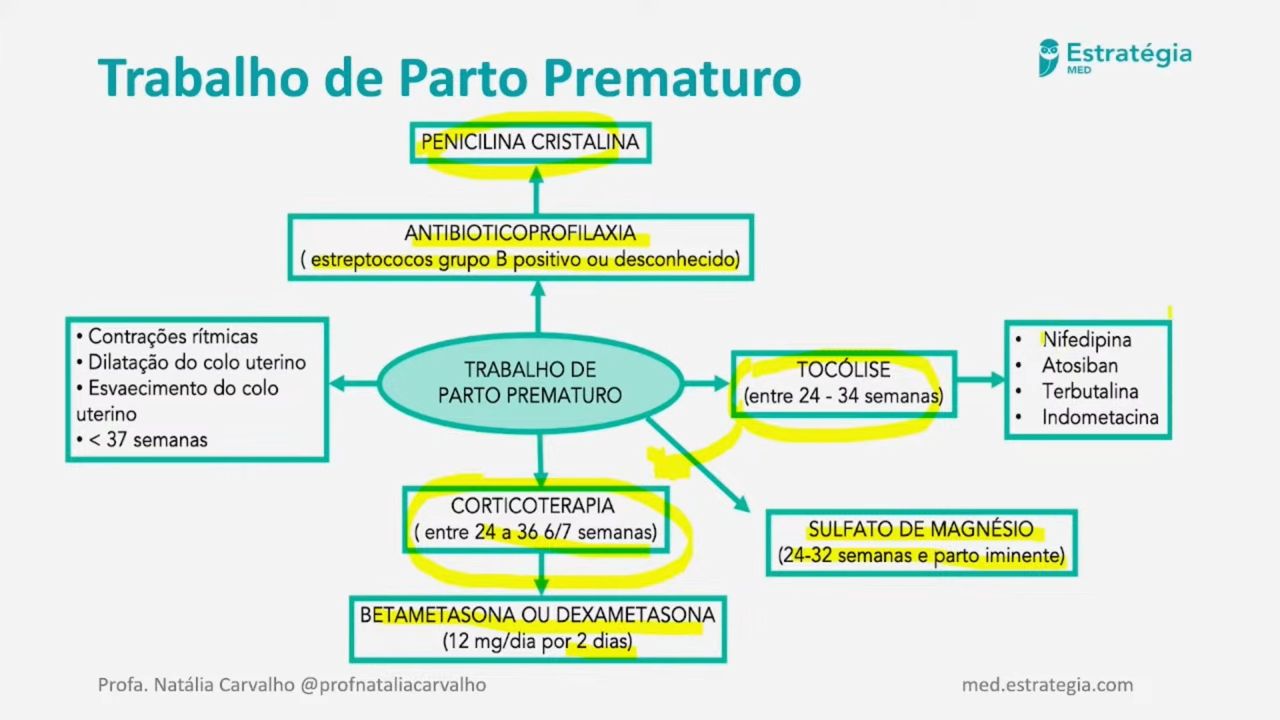 Trabalho de Parto Prematuro
Estratégia
MED
PENICILINA CRISTALINA
ANTIBIOTICOPROFILAXIA
( estreptococos grupo B positivo ou desconhecido)
• Contrações rítmicas
• Dilatação do colo uterino
• Esvaecimento do colo
uterino
• < 37 semanas
TRABALHO DE
PARTO PREMATURO
TOCÓLISE
(entre 24 - 34 semanas)
• Nifedipina
• Atosiban
• Terbutalina
• Indometacina
CORTICOTERAPIA
( entre 24 a 36 6/7 semanas)
SULFATO DE MAGNÉSIO
(24-32 semanas e parto iminente)
BETAMETASONA OU DEXAMETASONA
(12 mg/dia por 2 dias)
Profa. Natália Carvalho @profnataliacarvalho
med.estrategia.com